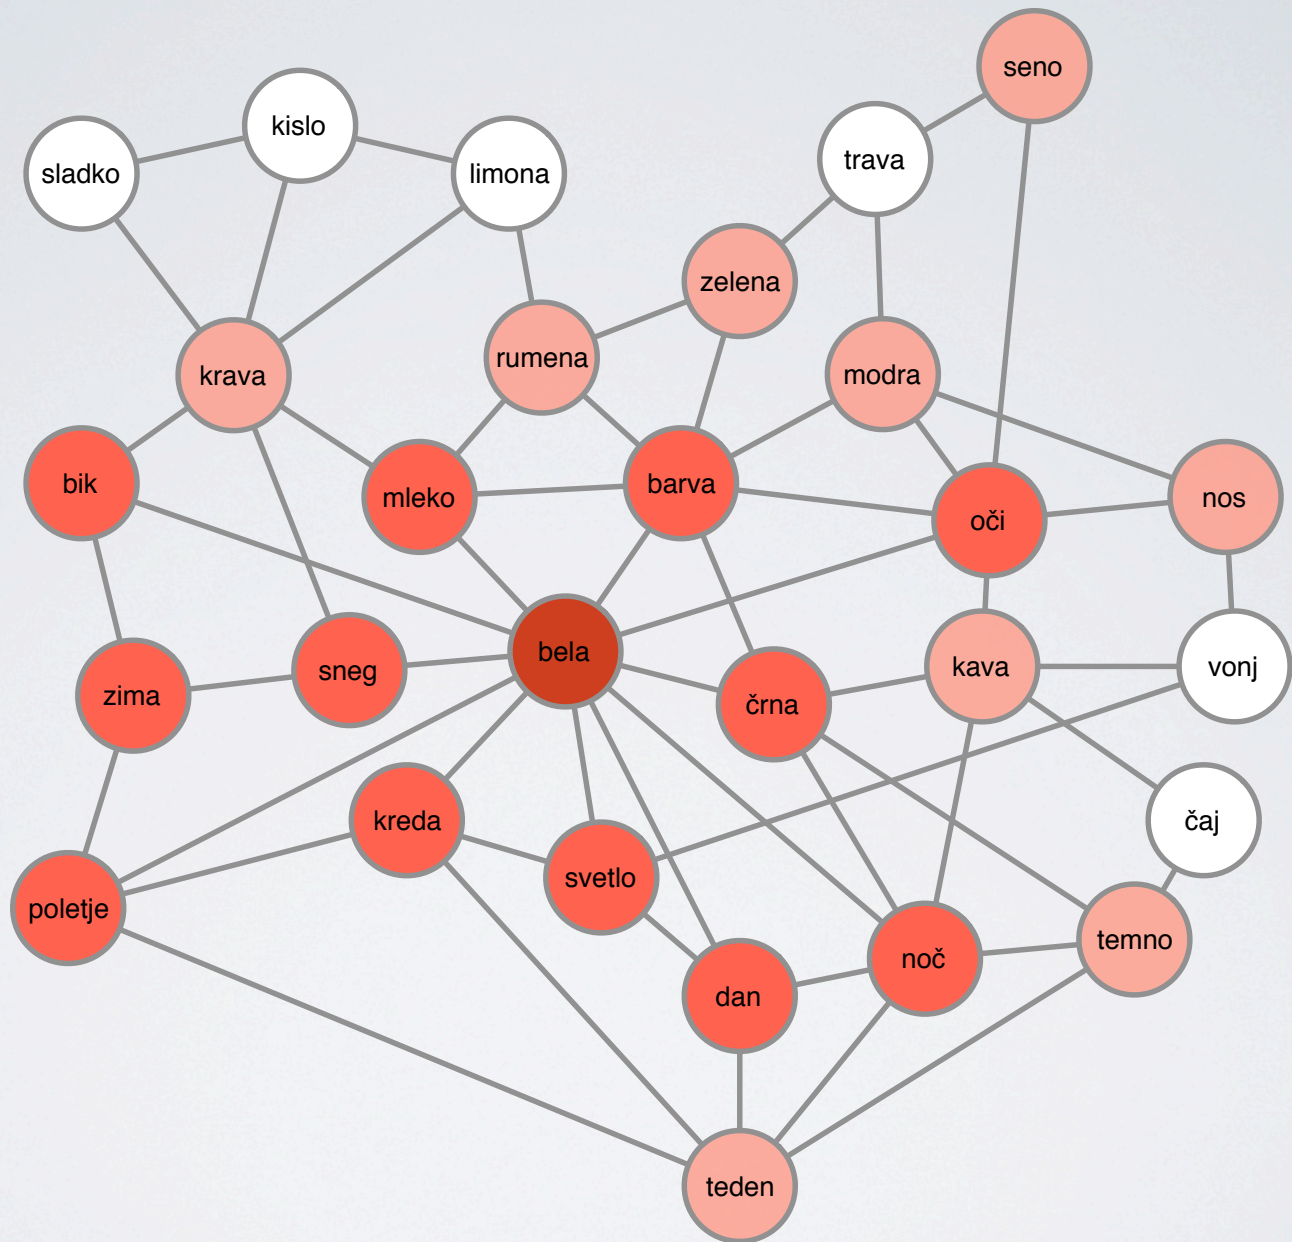 seno
kislo
trava
sladko
limona
zelena
rumena
krava
modra
bik
mleko
barva
oči
nos
bela
sneg
zima
črna
kava
vonj
kreda
svetlo
čaj
poletje
temno
noč
dan
teden